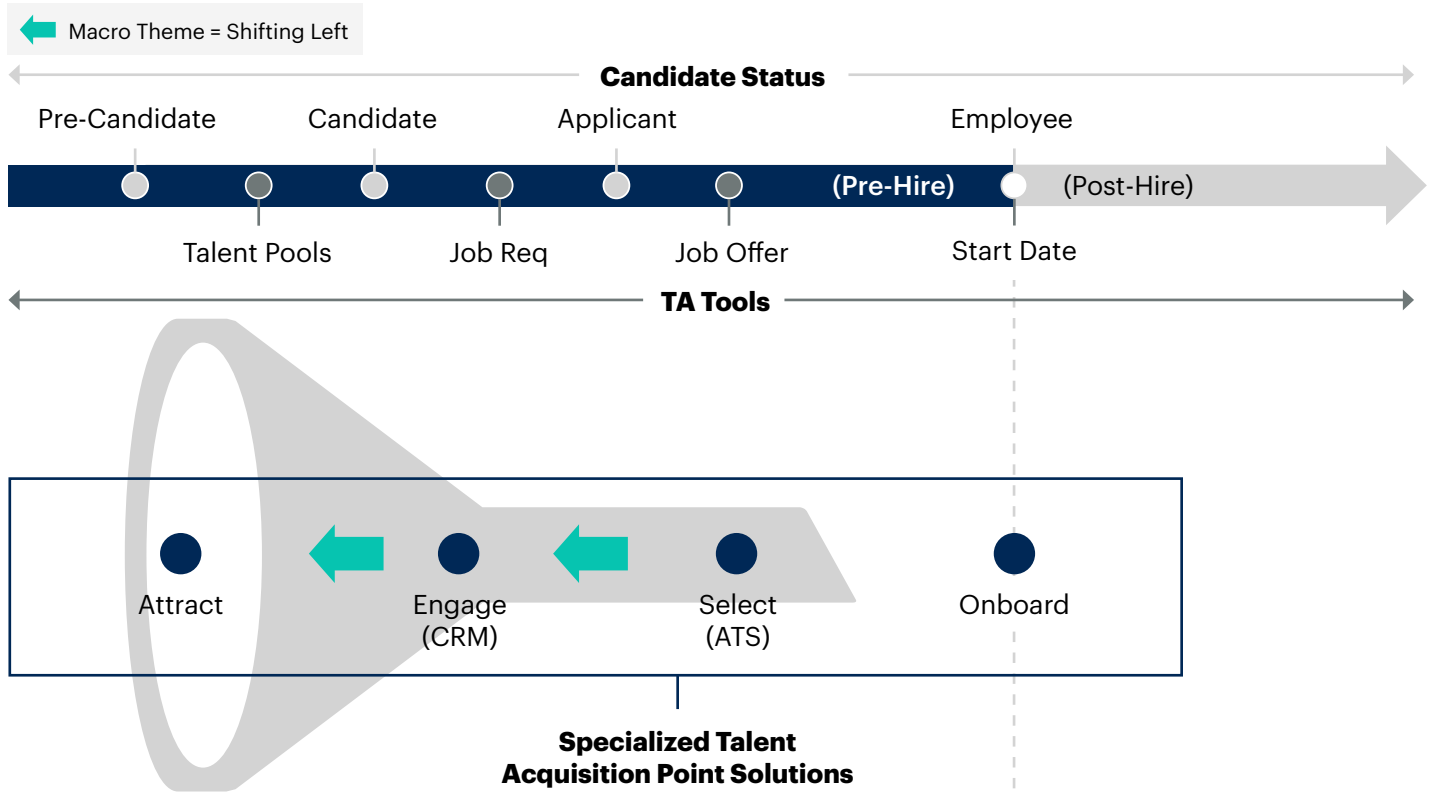 Macro Theme = Shifting Left
Candidate Status
Pre-Candidate
Candidate
Applicant
Employee
(Pre-Hire)
(Post-Hire)
Talent Pools
Job Req
Job Offer
Start Date
TA Tools
Attract
Engage
(CRM)
Select
(ATS)
Onboard
Specialized Talent
Acquisition Point Solutions